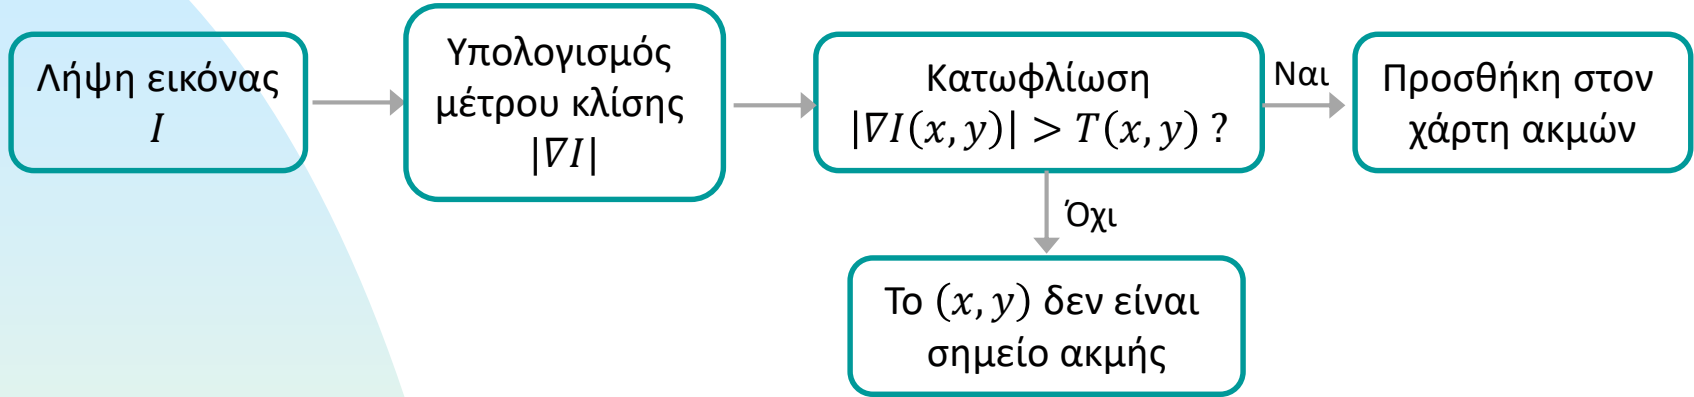 Λήψη εικόνας
I
Υπολογισμός
μέτρου κλίσης
|∇I|
Κατωφλίωση
|∇I(x, y)| > T(x, y) ?
Ναι
Προσθήκη στον
χάρτη ακμών
Όχι
Το (x, y) δεν είναι
σημείο ακμής